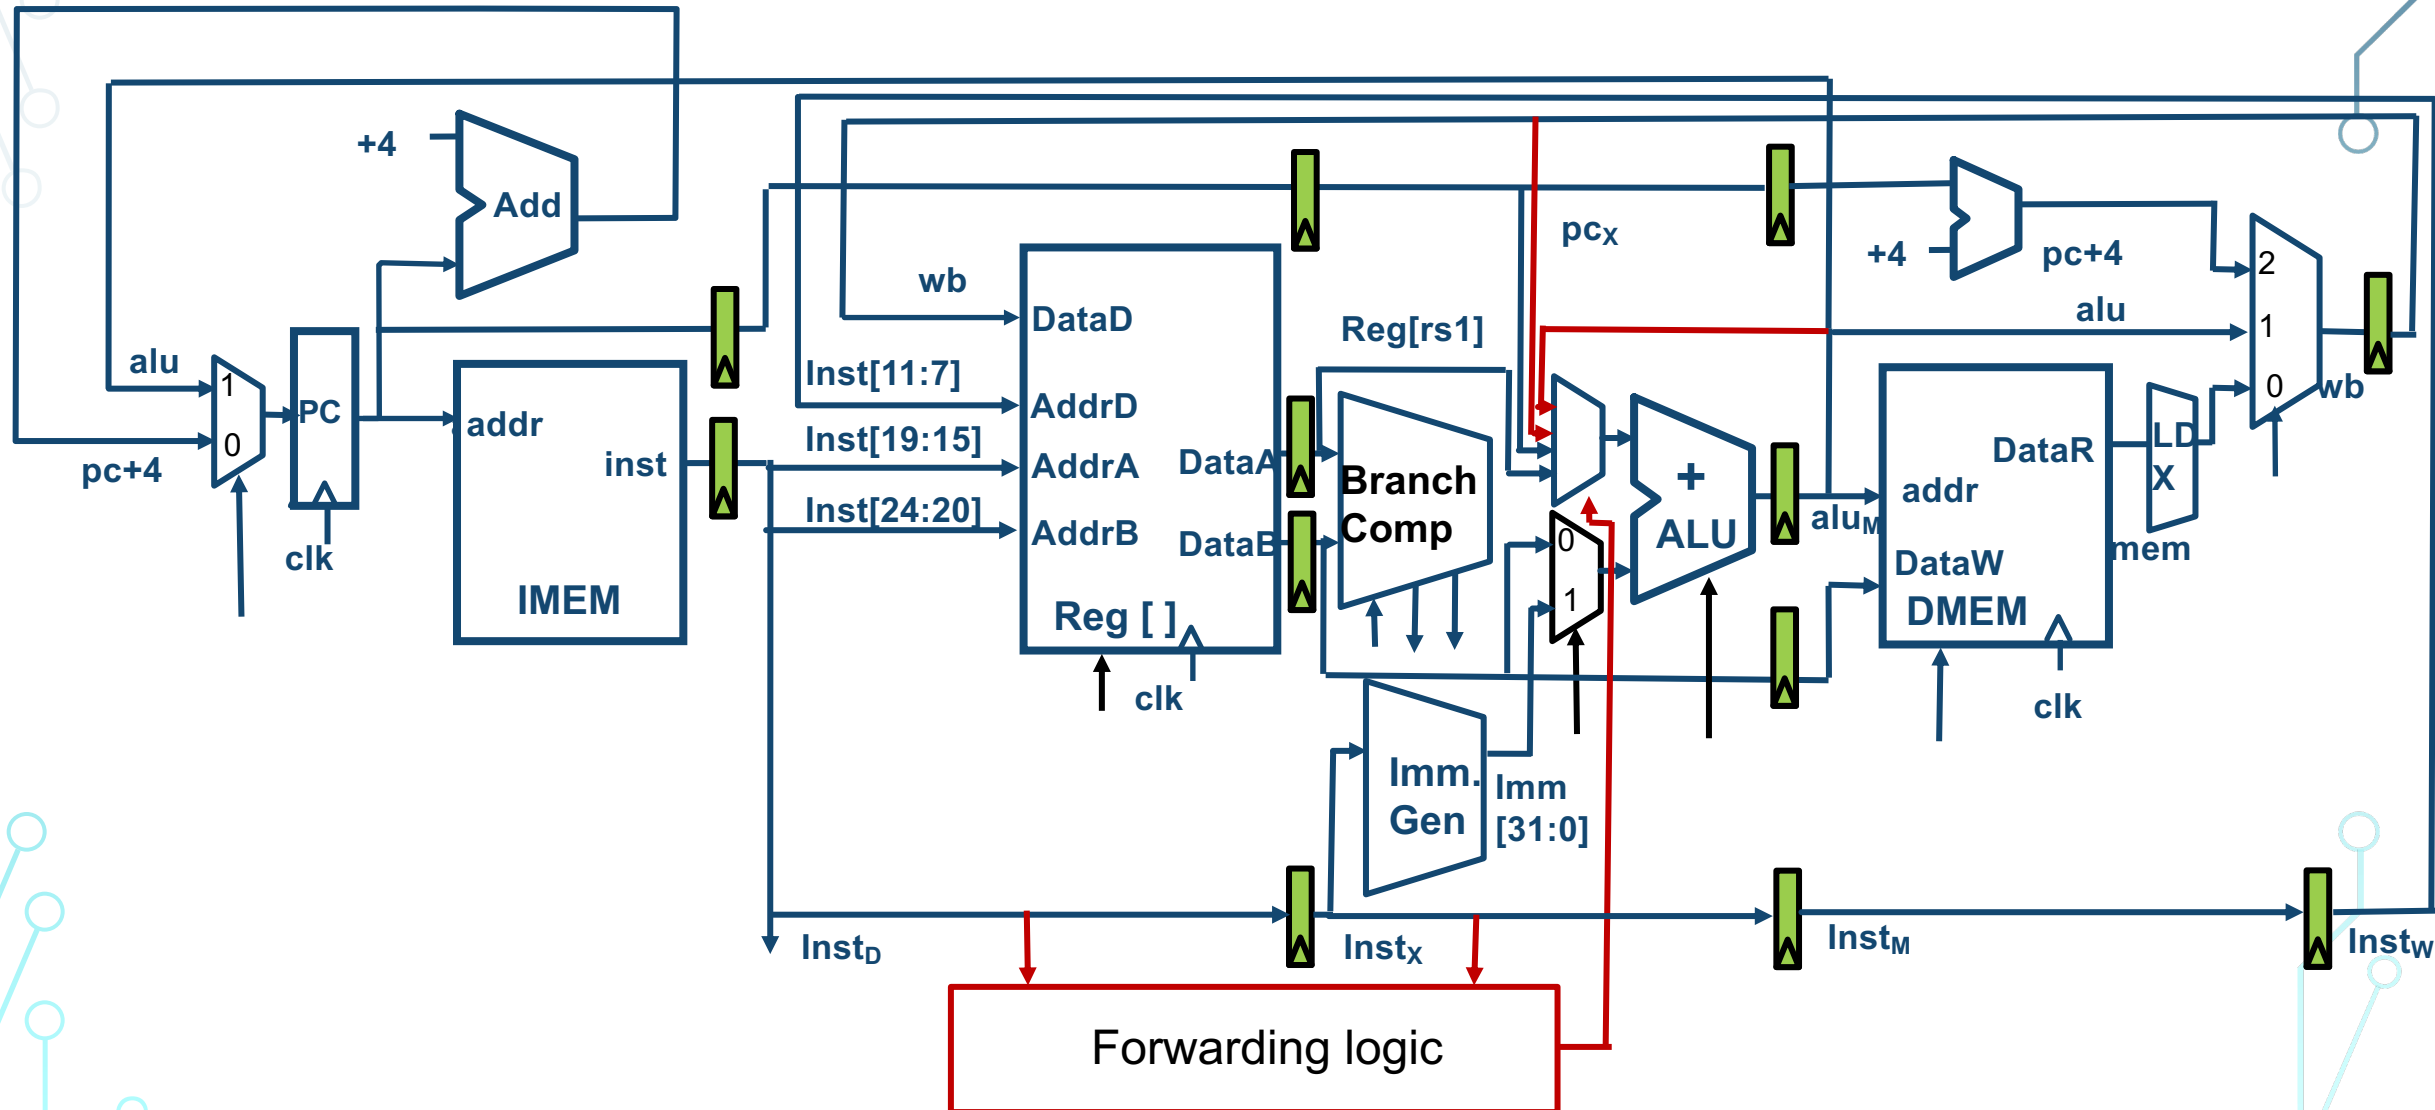 +4
Add
pcX
+4
pc+4
2
wb
DataD
Reg[rs1]
alu
1
alu
1
Inst[11:7]
AddrD
0
wb
PC
addr
Inst[19:15]
AddrA
DataA
0
pc+4
inst
Branch
Comp
+
ALU
DataR
LD
X
addr
aluM
Inst[24:20]
AddrB
DataB
0
clk
mem
DataW
IMEM
1
DMEM
Reg [ ]
clk
clk
Imm.
Gen
Imm
[31:0]
InstD
InstX
InstM
InstW
Forwarding logic